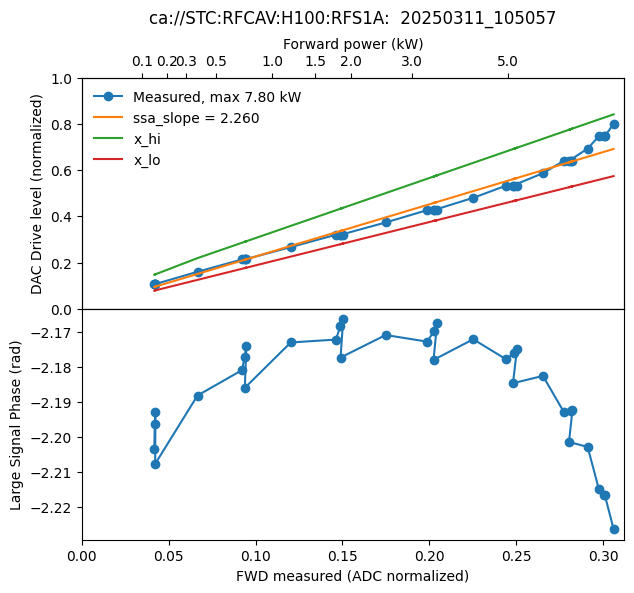 ca://STC:RFCAV:H100:RFS1A:  20250311_105057
Forward power (kW)
0.1 0.2 0.3 0.5 1.0 1.5 2.0 3.0 5.0
1.0
Measured, max 7.80 kW
ssa_slope = 2.260
x_hi
x_lo
0.8
0.6
0.4
0.2
0.0
DAC Drive level (normalized)
−2.17
−2.18
−2.19
−2.20
−2.21
−2.22
Large Signal Phase (rad)
0.00 0.05 0.10 0.15 0.20 0.25 0.30
FWD measured (ADC normalized)